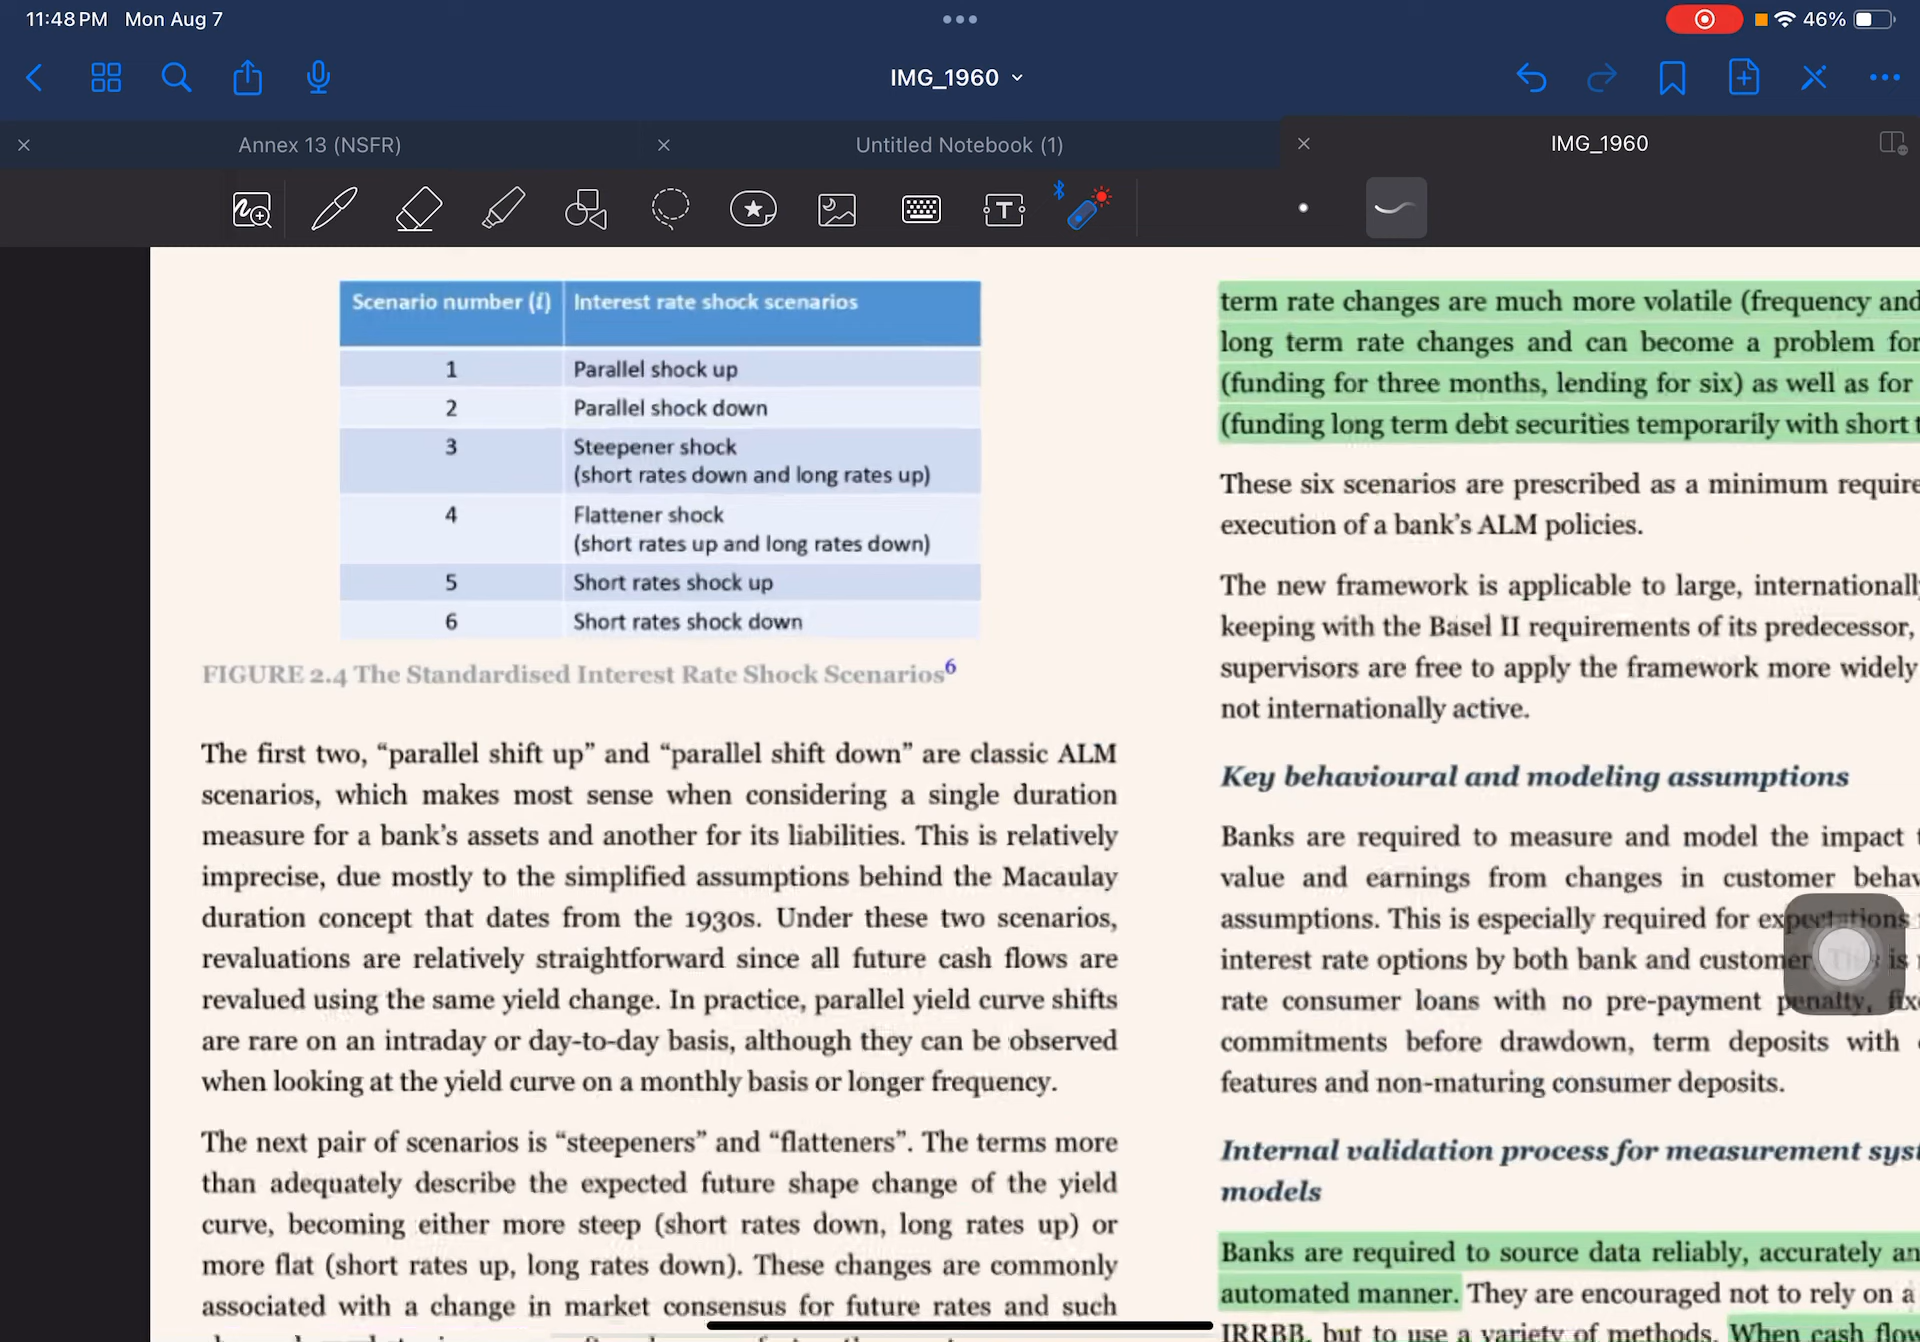 11:48 PM Mon Aug 7
46%
IMG_1960
Annex 13 (NSFR)
Untitled Notebook (1)
IMG_1960
Scenario number (i) Interest rate shock scenarios
1 Parallel shock up
2 Parallel shock down
3 Steepener shock
(short rates down and long rates up)
4 Flattener shock
(short rates up and long rates down)
5 Short rates shock up
6 Short rates shock down
FIGURE 2.4 The Standardised Interest Rate Shock Scenarios6
The first two, “parallel shift up” and “parallel shift down” are classic ALM
scenarios, which makes most sense when considering a single duration
measure for a bank’s assets and another for its liabilities. This is relatively
imprecise, due mostly to the simplified assumptions behind the Macaulay
duration concept that dates from the 1930s. Under these two scenarios,
revaluations are relatively straightforward since all future cash flows are
revalued using the same yield change. In practice, parallel yield curve shifts
are rare on an intraday or day-to-day basis, although they can be observed
when looking at the yield curve on a monthly basis or longer frequency.
The next pair of scenarios is “steepeners” and “flatteners”. The terms more
than adequately describe the expected future shape change of the yield
curve, becoming either more steep (short rates down, long rates up) or
more flat (short rates up, long rates down). These changes are commonly
associated with a change in market consensus for future rates and such
term rate changes are much more volatile (frequency and
long term rate changes and can become a problem for
(funding for three months, lending for six) as well as for
(funding long term debt securities temporarily with short
These six scenarios are prescribed as a minimum require
execution of a bank’s ALM policies.
The new framework is applicable to large, internationall
keeping with the Basel II requirements of its predecessor,
supervisors are free to apply the framework more widely
not internationally active.
Key behavioural and modeling assumptions
Banks are required to measure and model the impact
value and earnings from changes in customer behav
assumptions. This is especially required for expectations
interest rate options by both bank and customer. This is
rate consumer loans with no pre-payment penalty, fix
commitments before drawdown, term deposits with
features and non-maturing consumer deposits.
Internal validation process for measurement syst
models
Banks are required to source data reliably, accurately an
automated manner. They are encouraged not to rely on a
IRRBB, but to use a variety of methods. When cash flow